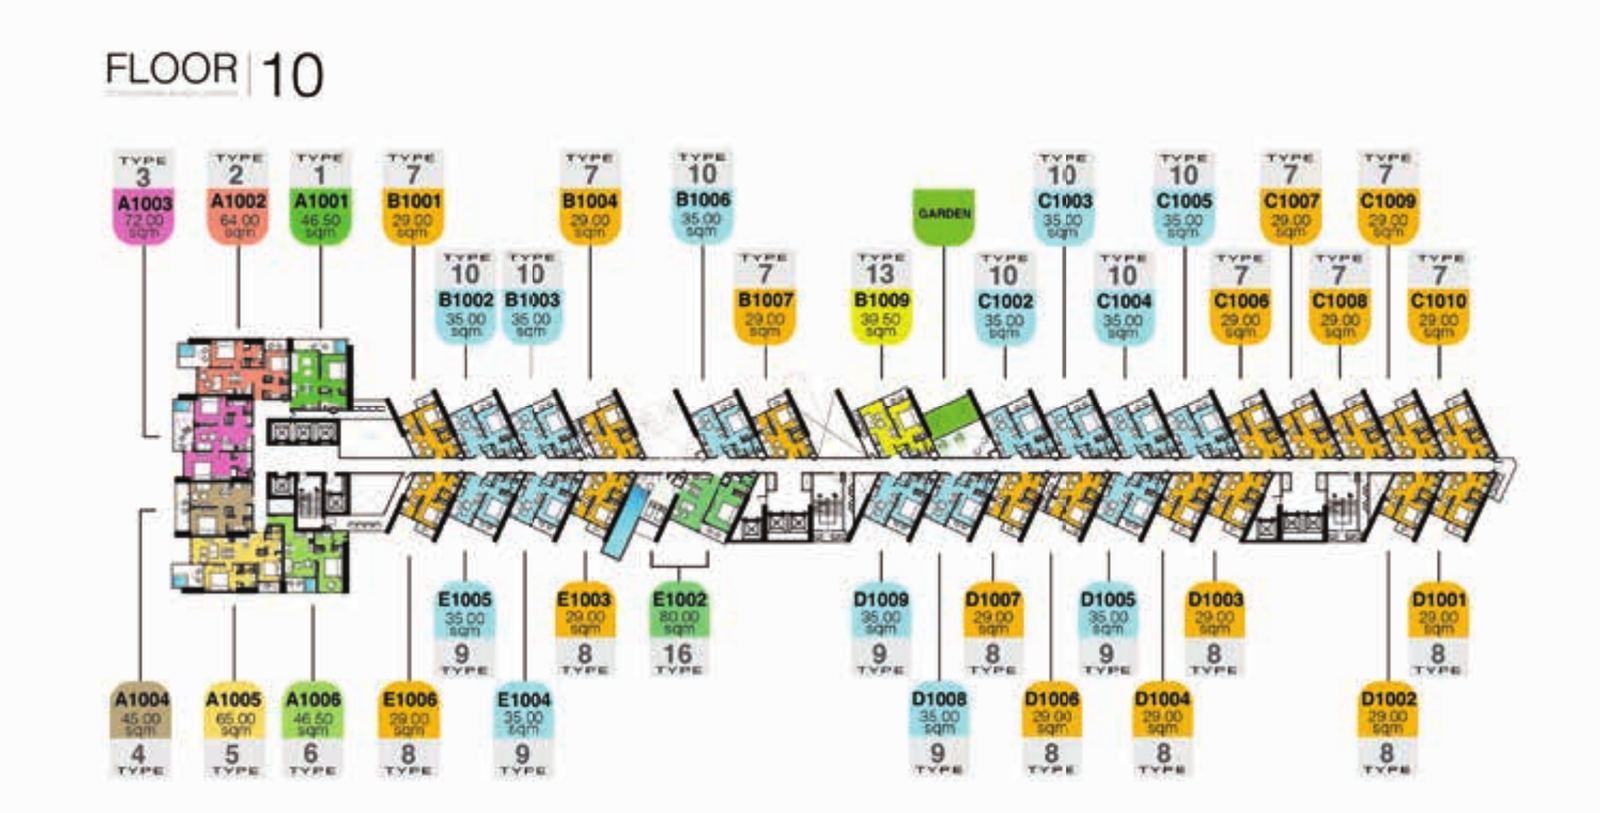 FLOOR 10
TYPE
3
A1003
72.00
sqm
TYPE
2
A1002
64.00
sqm
TYPE
1
A1001
46.50
sqm
TYPE
7
B1001
29.00
sqm
TYPE
7
B1004
29.00
sqm
TYPE
10
B1006
35.00
sqm
GARDEN
TYPE
10
C1003
35.00
sqm
TYPE
10
C1005
35.00
sqm
TYPE
7
C1007
29.00
sqm
TYPE
7
C1009
29.00
sqm
TYPE
10
B1002
35.00
sqm
TYPE
10
B1003
35.00
sqm
TYPE
7
B1007
29.00
sqm
TYPE
13
B1009
39.50
sqm
TYPE
10
C1002
35.00
sqm
TYPE
10
C1004
35.00
sqm
TYPE
7
C1006
29.00
sqm
TYPE
7
C1008
29.00
sqm
TYPE
7
C1010
29.00
sqm
E1005
35.00
sqm
9
TYPE
E1003
29.00
sqm
8
TYPE
E1002
80.00
sqm
16
TYPE
D1009
35.00
sqm
9
TYPE
D1007
29.00
sqm
8
TYPE
D1005
35.00
sqm
9
TYPE
D1003
29.00
sqm
8
TYPE
D1001
29.00
sqm
8
TYPE
A1004
45.00
sqm
4
TYPE
A1005
65.00
sqm
5
TYPE
A1006
46.50
sqm
6
TYPE
E1006
29.00
sqm
8
TYPE
E1004
35.00
sqm
9
TYPE
D1008
35.00
sqm
9
TYPE
D1006
29.00
sqm
8
TYPE
D1004
29.00
sqm
8
TYPE
D1002
29.00
sqm
8
TYPE